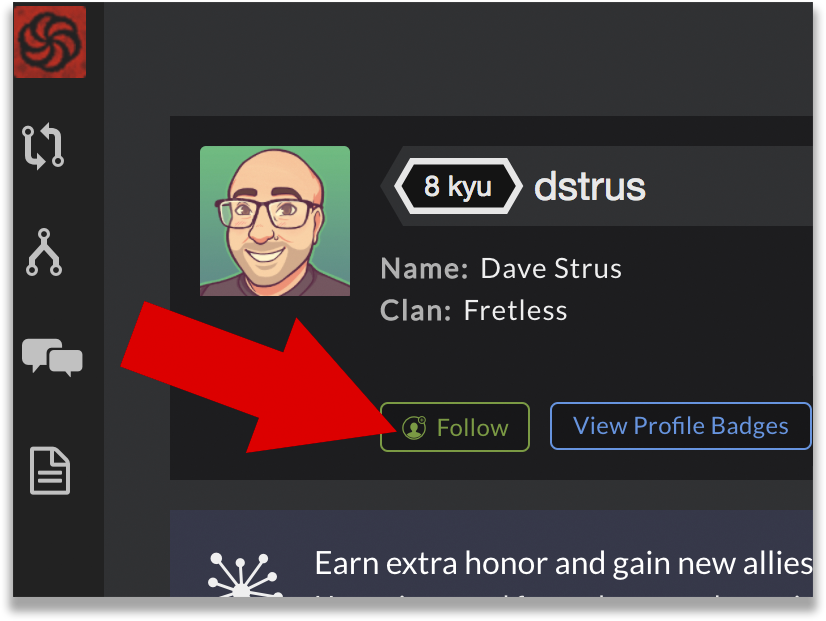 8 kyu
dstrus
Name: Dave Strus
Clan: Fretless
Follow
View Profile Badges
Earn extra honor and gain new allies